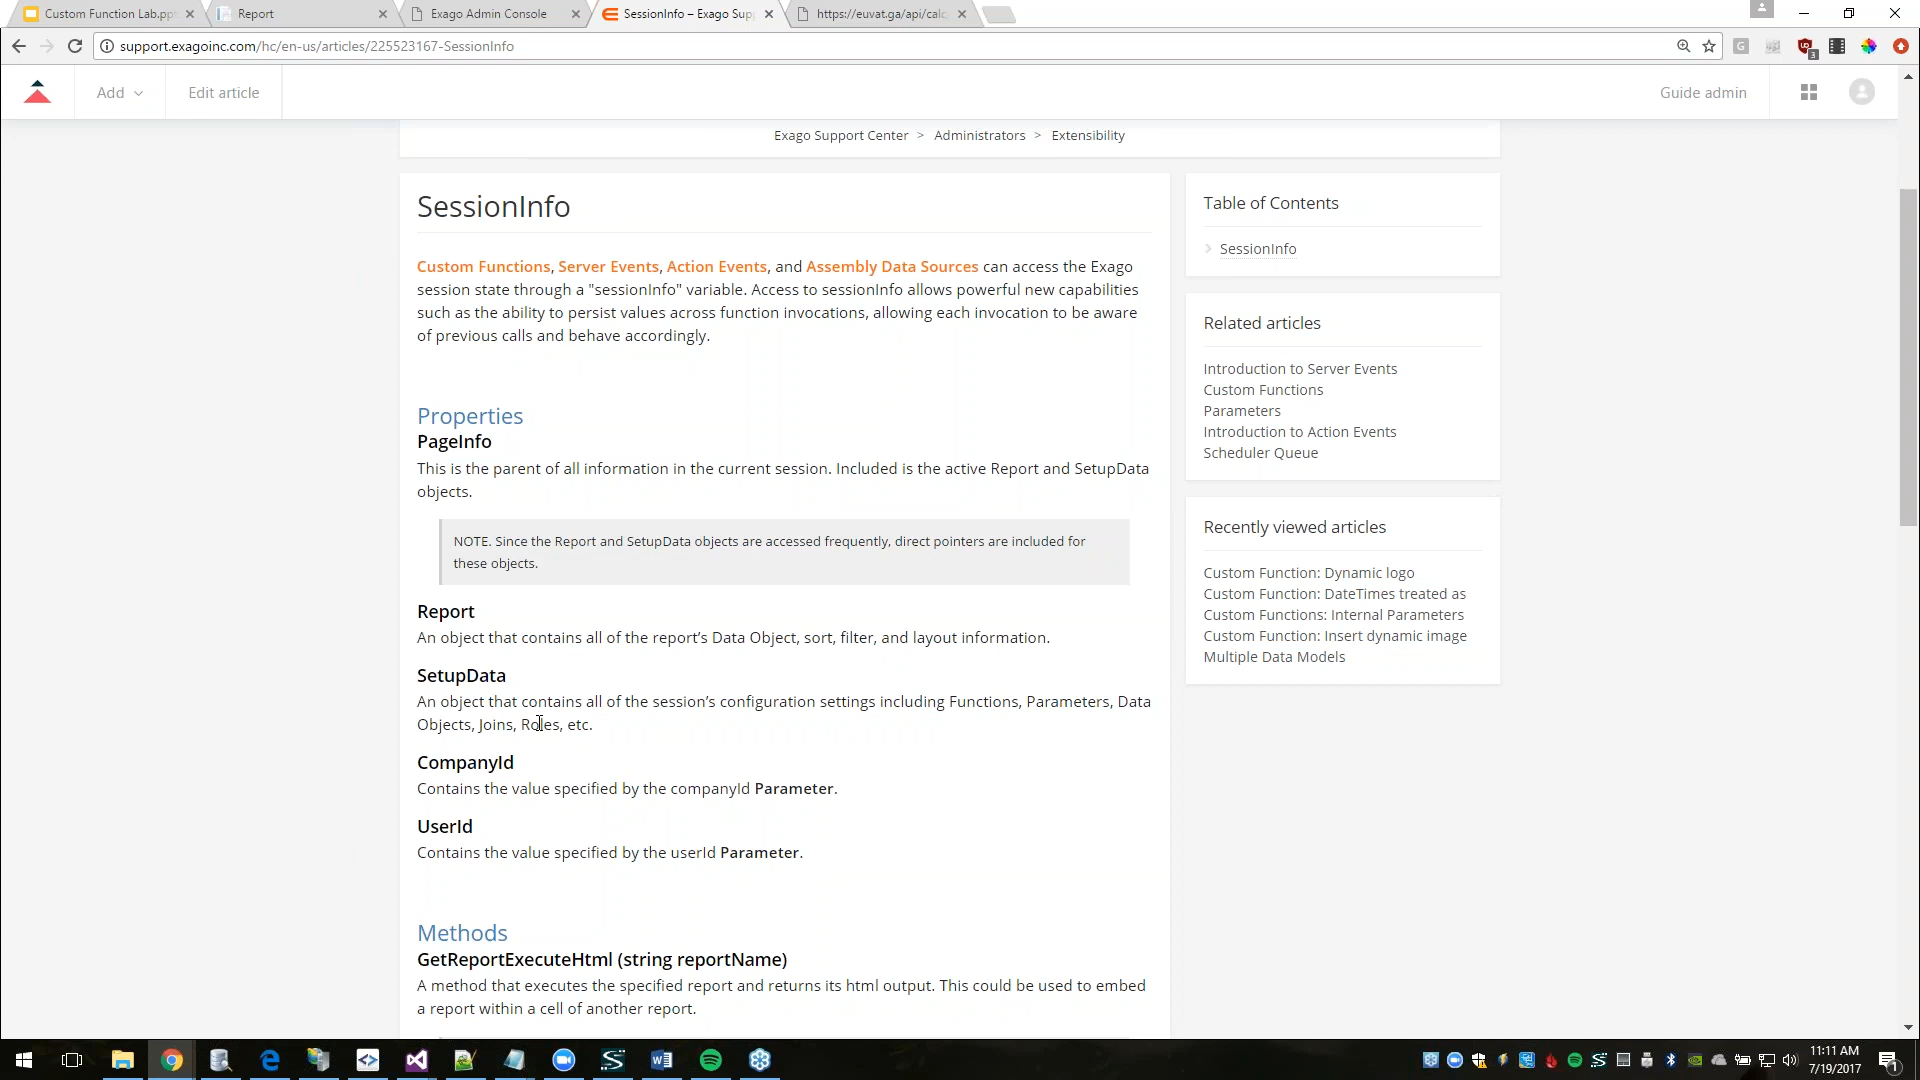 Custom Function Lab.ppt
Report
Exago Admin Console
SessionInfo – Exago Sup
https://euvat.ga/api/calc
support.exagoinc.com/hc/en-us/articles/225523167-SessionInfo
Add
Edit article
Guide admin
Exago Support Center > Administrators > Extensibility
SessionInfo
Custom Functions, Server Events, Action Events, and Assembly Data Sources can access the Exago
session state through a "sessionInfo" variable. Access to sessionInfo allows powerful new capabilities
such as the ability to persist values across function invocations, allowing each invocation to be aware
of previous calls and behave accordingly.
Properties
PageInfo
This is the parent of all information in the current session. Included is the active Report and SetupData
objects.
NOTE. Since the Report and SetupData objects are accessed frequently, direct pointers are included for
these objects.
Report
An object that contains all of the report's Data Object, sort, filter, and layout information.
SetupData
An object that contains all of the session's configuration settings including Functions, Parameters, Data
Objects, Joins, Roles, etc.
CompanyId
Contains the value specified by the companyId Parameter.
UserId
Contains the value specified by the userId Parameter.
Methods
GetReportExecuteHtml (string reportName)
A method that executes the specified report and returns its html output. This could be used to embed
a report within a cell of another report.
Table of Contents
SessionInfo
Related articles
Introduction to Server Events
Custom Functions
Parameters
Introduction to Action Events
Scheduler Queue
Recently viewed articles
Custom Function: Dynamic logo
Custom Function: DateTimes treated as
Custom Functions: Internal Parameters
Custom Function: Insert dynamic image
Multiple Data Models
11:11 AM
7/19/2017